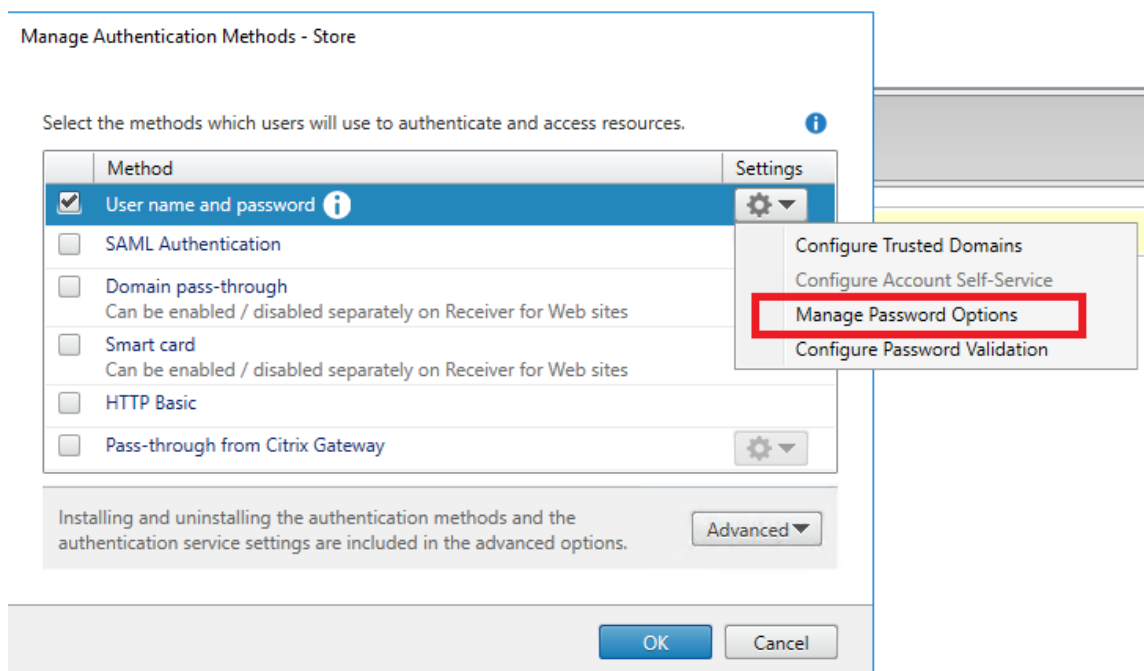 Manage Authentication Methods - Store
Select the methods which users will use to authenticate and access resources.
Method Settings
User name and password
SAML Authentication
Domain pass-through
Can be enabled / disabled separately on Receiver for Web sites
Smart card
Can be enabled / disabled separately on Receiver for Web sites
HTTP Basic
Pass-through from Citrix Gateway
Configure Trusted Domains
Configure Account Self-Service
Manage Password Options
Configure Password Validation
Installing and uninstalling the authentication methods and the
authentication service settings are included in the advanced options.
Advanced
OK Cancel